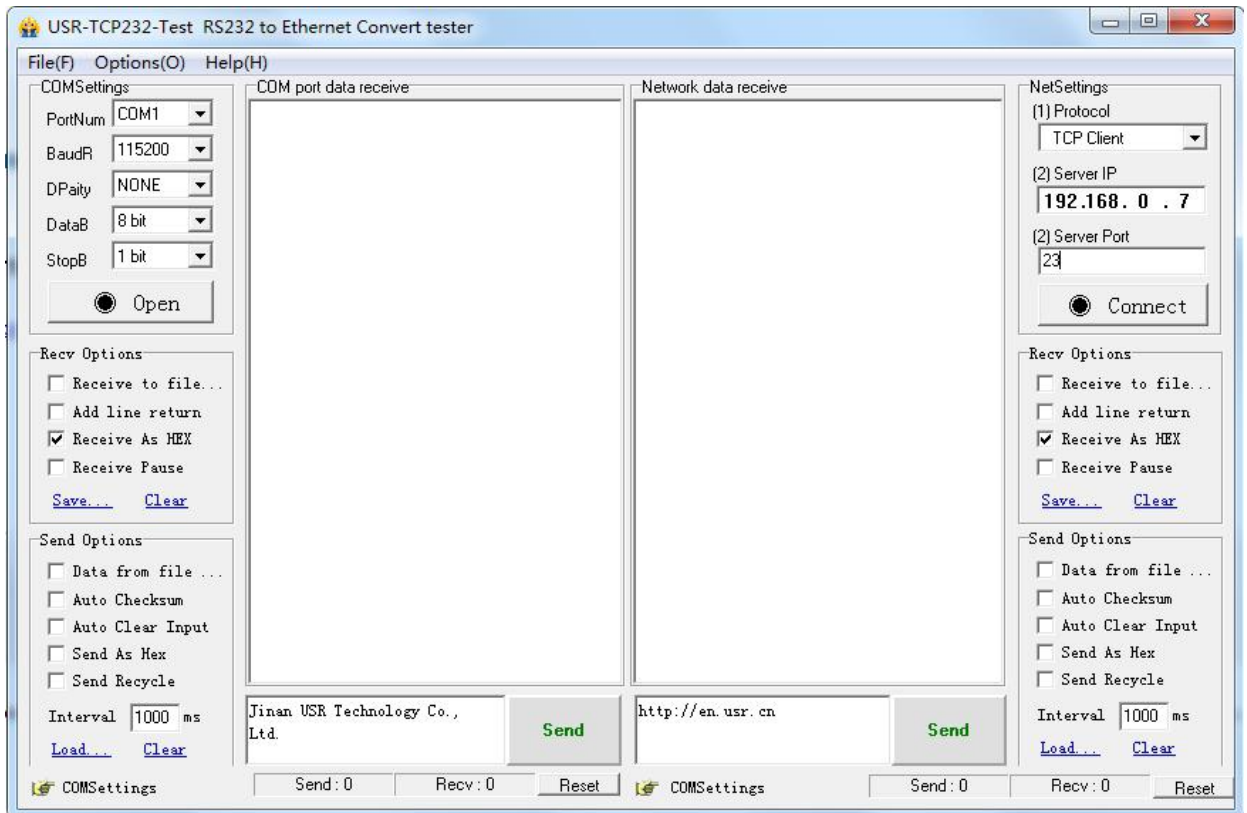 USR-TCP232-Test RS232 to Ethernet Convert tester
File(F) Options(O) Help(H)
COMSettings
PortNum COM1
BaudR 115200
DPaity NONE
DataB 8 bit
StopB 1 bit
Open
Recv Options
Receive to file...
Add line return
Receive As HEX
Receive Pause
Save... Clear
Send Options
Data from file ...
Auto Checksum
Auto Clear Input
Send As Hex
Send Recycle
Interval 1000 ms
Load... Clear
COM port data receive
Jinan USR Technology Co.,
Ltd.
Send
Network data receive
http://en.usr.cn
Send
NetSettings
(1) Protocol
TCP Client
(2) Server IP
192.168. 0 . 7
(2) Server Port
23
Connect
Recv Options
Receive to file...
Add line return
Receive As HEX
Receive Pause
Save... Clear
Send Options
Data from file ...
Auto Checksum
Auto Clear Input
Send As Hex
Send Recycle
Interval 1000 ms
Load... Clear
COMSettings Send : 0 Recv : 0 Reset COMSettings Send : 0 Recv : 0 Reset